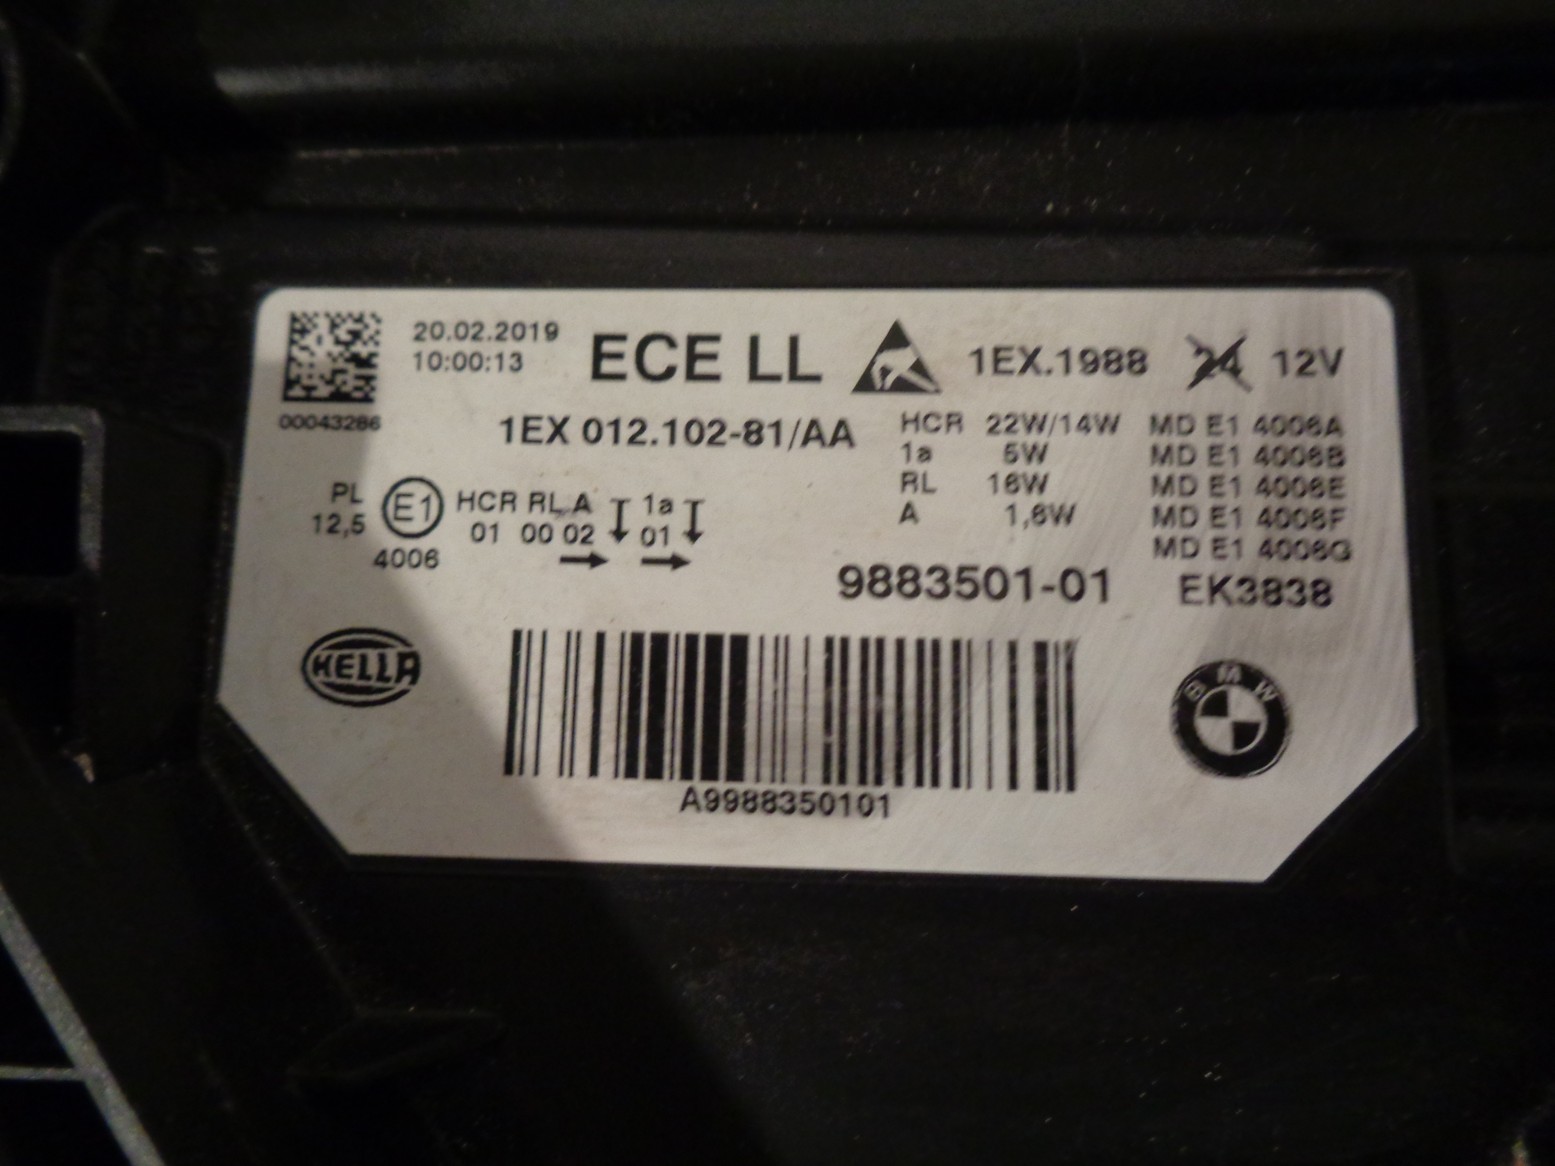 20.02.2019
10:00:13
ECE LL
1EX.1988 24 12V
00043286
1EX 012.102-81/AA
HCR 22W/14W MD E1 4006A
1a 5W MD E1 4006B
RL 16W MD E1 4006E
A 1,6W MD E1 4006F
MD E1 4006G
PL E1 HCR RL A 1a
12,5 01 00 02 01
4006
9883501-01 EK3838
HELLA
BMW
A9988350101